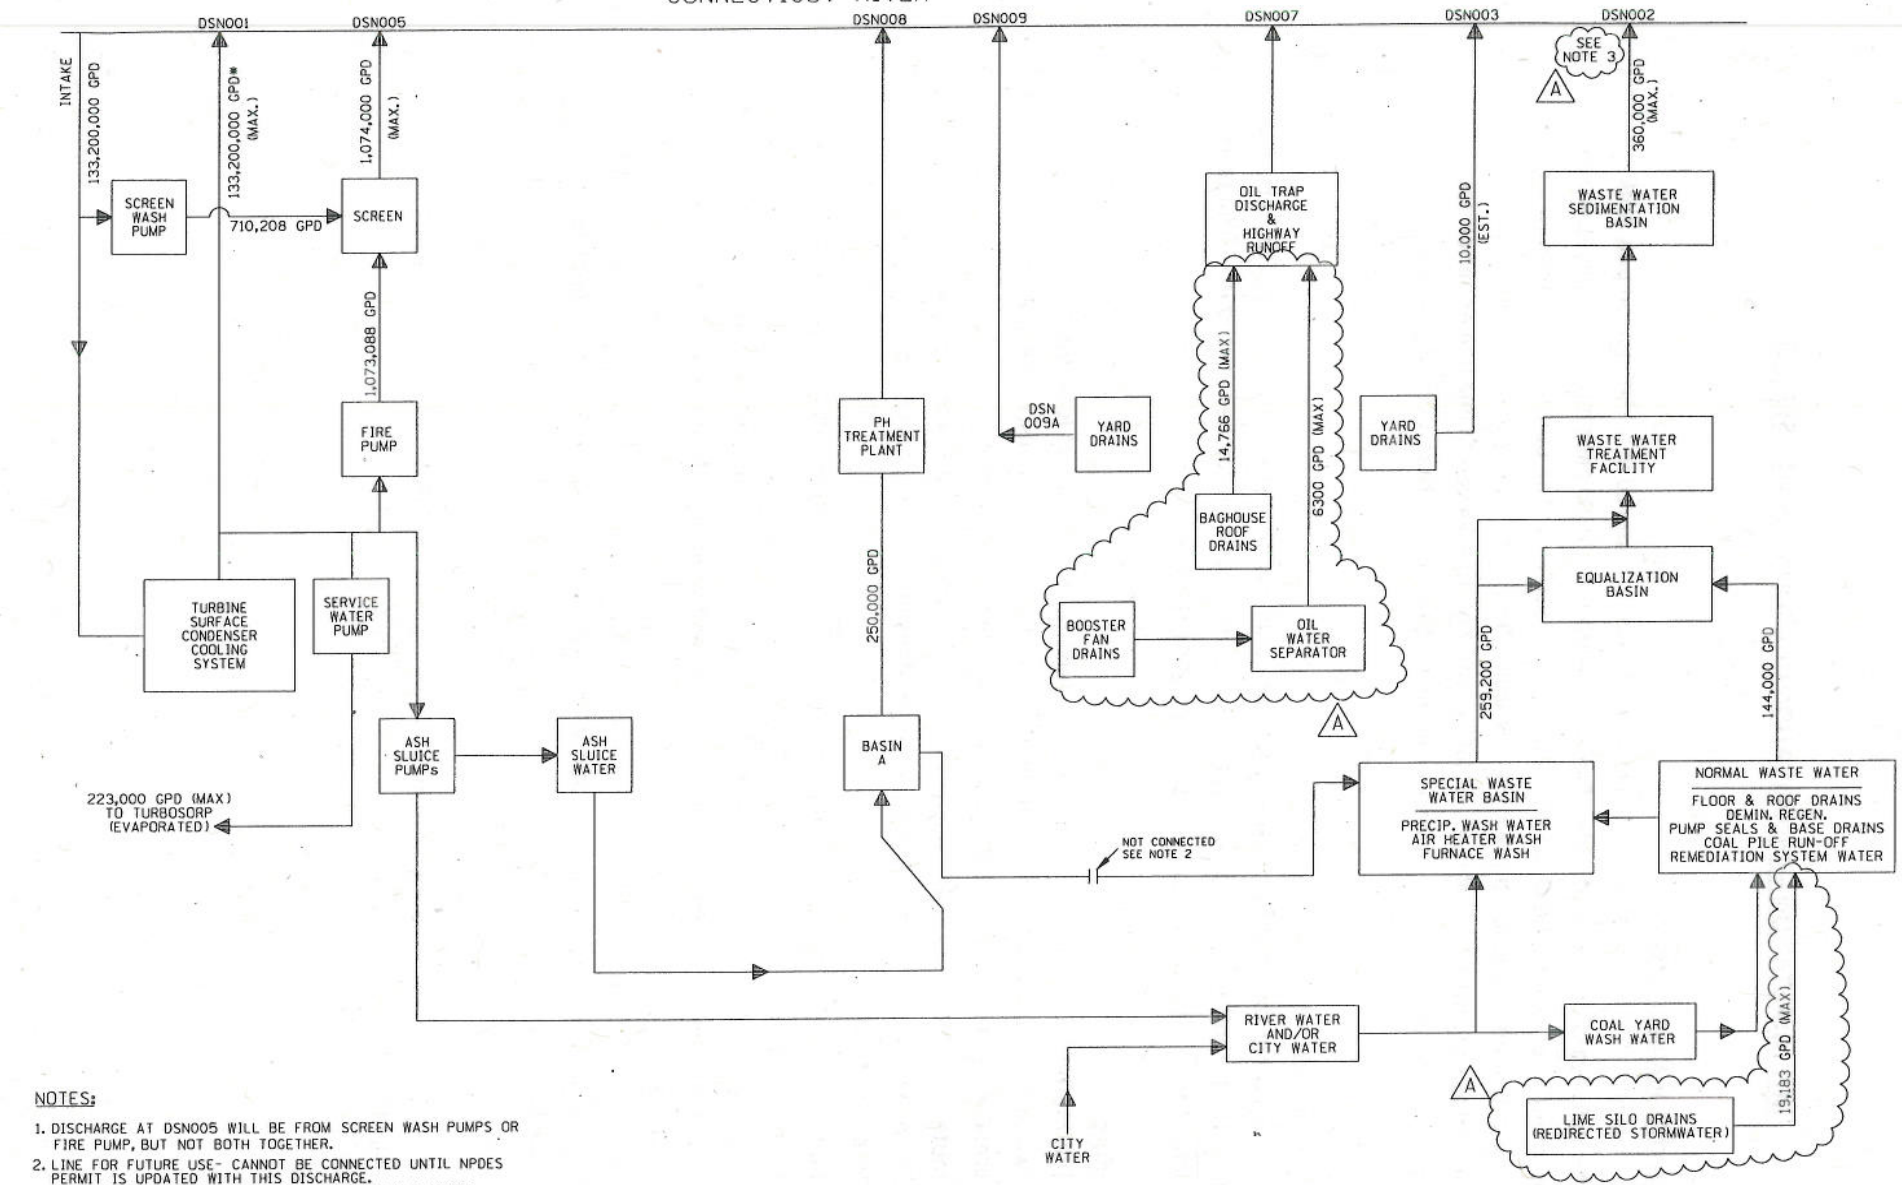 DSN001
DSN005
DSN008
DSN009
DSN007
DSN003
DSN002
INTAKE
133,200,000 GPD
133,200,000 GPD*
(MAX.)
1,074,000 GPD
(MAX.)
SEE
NOTE 3
A
360,000 GPD
(MAX.)
SCREEN
WASH
PUMP
710,208 GPD
SCREEN
OIL TRAP
DISCHARGE
&
HIGHWAY
RUNOFF
10,000 GPD
(EST.)
WASTE WATER
SEDIMENTATION
BASIN
1,073,088 GPD
FIRE
PUMP
PH
TREATMENT
PLANT
DSN
009A
YARD
DRAINS
14,766 GPD (MAX)
6300 GPD (MAX)
YARD
DRAINS
WASTE WATER
TREATMENT
FACILITY
BAGHOUSE
ROOF
DRAINS
TURBINE
SURFACE
CONDENSER
COOLING
SYSTEM
SERVICE
WATER
PUMP
250,000 GPD
BOOSTER
FAN
DRAINS
OIL
WATER
SEPARATOR
EQUALIZATION
BASIN
259,200 GPD
144,000 GPD
A
ASH
SLUICE
PUMPs
ASH
SLUICE
WATER
BASIN
A
223,000 GPD (MAX)
TO TURBOSORP
(EVAPORATED)
NOT CONNECTED
SEE NOTE 2
SPECIAL WASTE
WATER BASIN
PRECIP. WASH WATER
AIR HEATER WASH
FURNACE WASH
NORMAL WASTE WATER
FLOOR & ROOF DRAINS
DEMIN. REGEN.
PUMP SEALS & BASE DRAINS
COAL PILE RUN-OFF
REMEDIATION SYSTEM WATER
RIVER WATER
AND/OR
CITY WATER
COAL YARD
WASH WATER
19,183 GPD (MAX)
A
LIME SILO DRAINS
(REDIRECTED STORMWATER)
CITY
WATER
NOTES:
1. DISCHARGE AT DSN005 WILL BE FROM SCREEN WASH PUMPS OR
FIRE PUMP, BUT NOT BOTH TOGETHER.
2. LINE FOR FUTURE USE- CANNOT BE CONNECTED UNTIL NPDES
PERMIT IS UPDATED WITH THIS DISCHARGE.